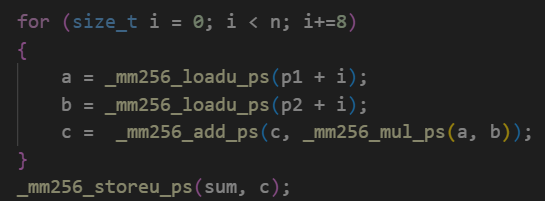 for (size_t i = 0; i < n; i+=8)
{
    a = _mm256_loadu_ps(p1 + i);
    b = _mm256_loadu_ps(p2 + i);
    c =  _mm256_add_ps(c, _mm256_mul_ps(a, b));
}
_mm256_storeu_ps(sum, c);